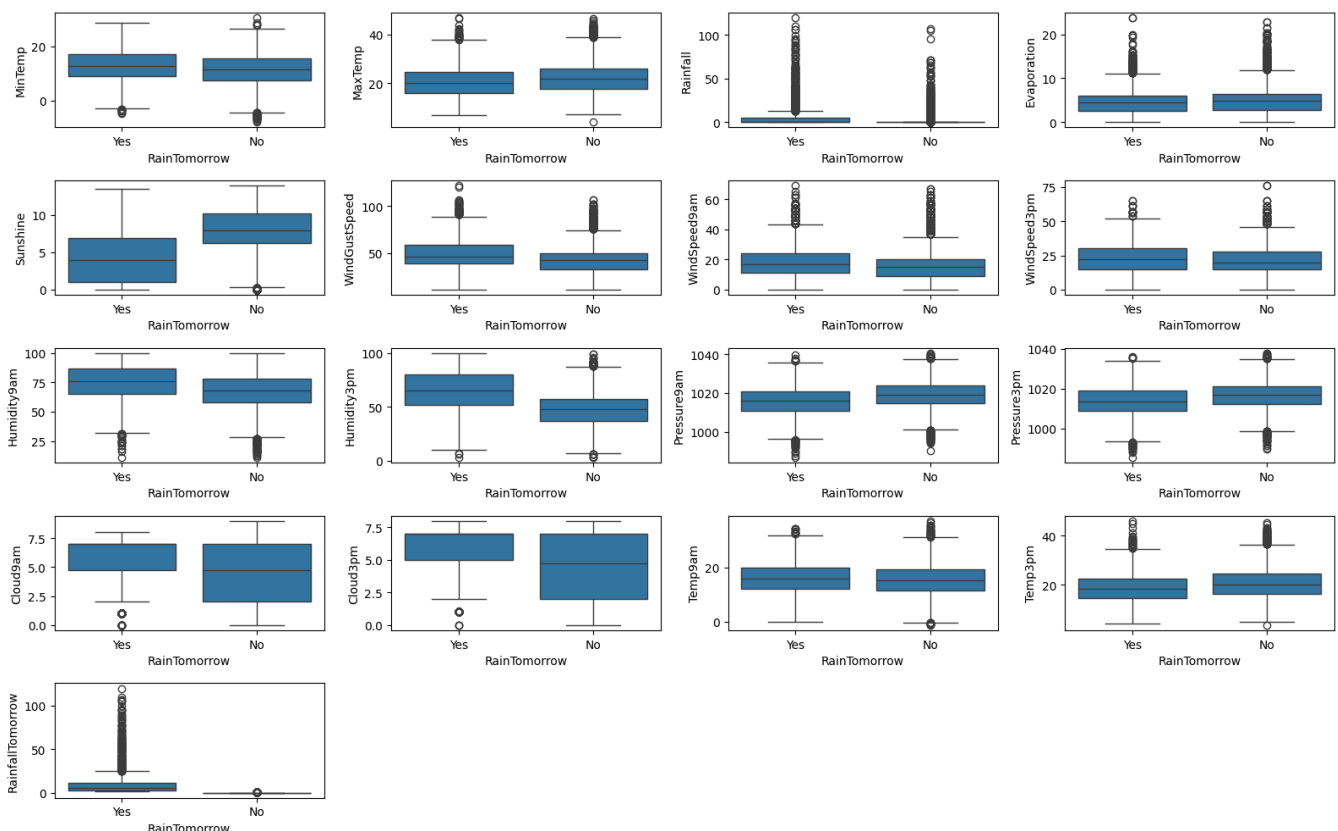 MinTemp
20
0
Yes No
RainTomorrow
MaxTemp
40
20
Yes No
RainTomorrow
Rainfall
100
50
0
Yes No
RainTomorrow
Evaporation
20
10
0
Yes No
RainTomorrow
Sunshine
10
5
0
Yes No
RainTomorrow
WindGustSpeed
100
50
Yes No
RainTomorrow
WindSpeed9am
60
40
20
0
Yes No
RainTomorrow
WindSpeed3pm
75
50
25
0
Yes No
RainTomorrow
Humidity9am
100
75
50
25
Yes No
RainTomorrow
Humidity3pm
100
50
0
Yes No
RainTomorrow
Pressure9am
1040
1020
1000
Yes No
RainTomorrow
Pressure3pm
1040
1020
1000
Yes No
RainTomorrow
Cloud9am
7.5
5.0
2.5
0.0
Yes No
RainTomorrow
Cloud3pm
7.5
5.0
2.5
0.0
Yes No
RainTomorrow
Temp9am
20
0
Yes No
RainTomorrow
Temp3pm
40
20
Yes No
RainTomorrow
RainfallTomorrow
100
50
0
Yes No
RainTomorrow